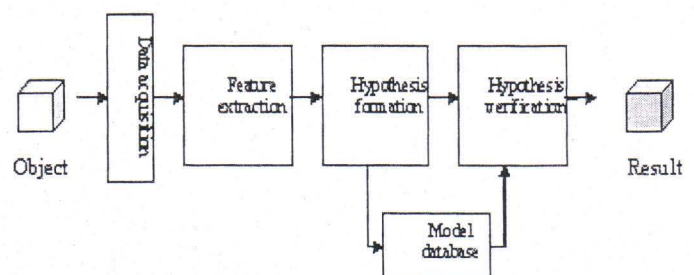 Object
Data acquisition
Feature
extraction
Hypothesis
formation
Hypothesis
verification
Result
Model
database